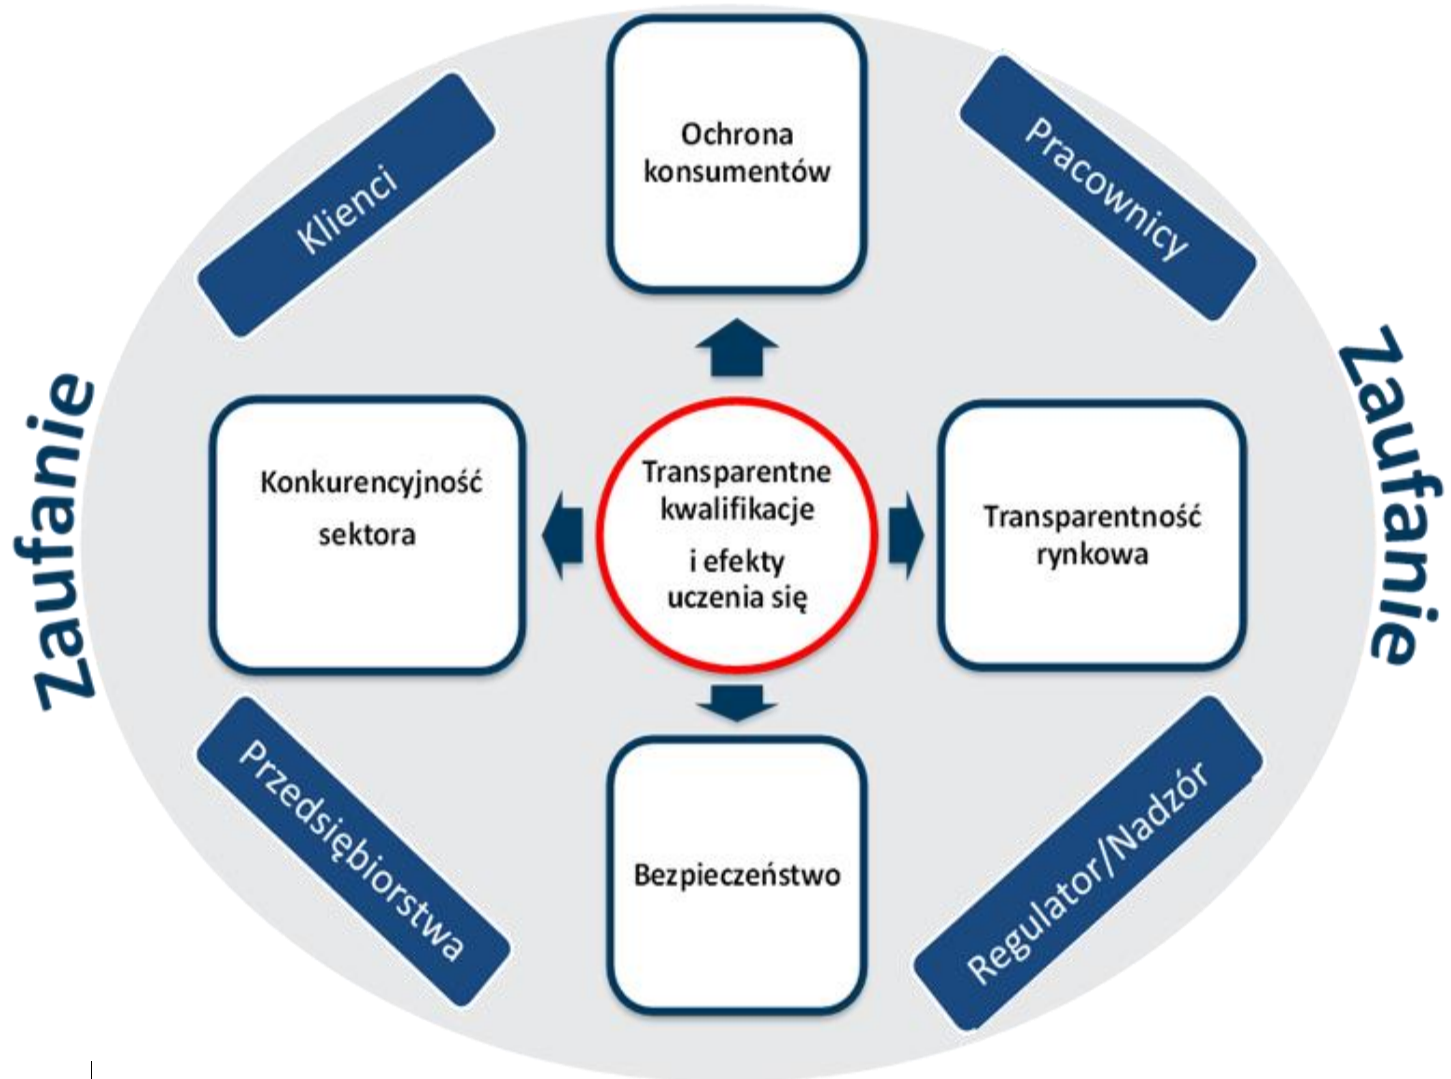 Ochrona
konsumentów
Klienci
Pracownicy
Zaufanie
Zaufanie
Konkurencyjność
sektora
Transparentne
kwalifikacje
i efekty
uczenia się
Transparentność
rynkowa
Przedsiębiorstwa
Bezpieczeństwo
Regulator/Nadzór